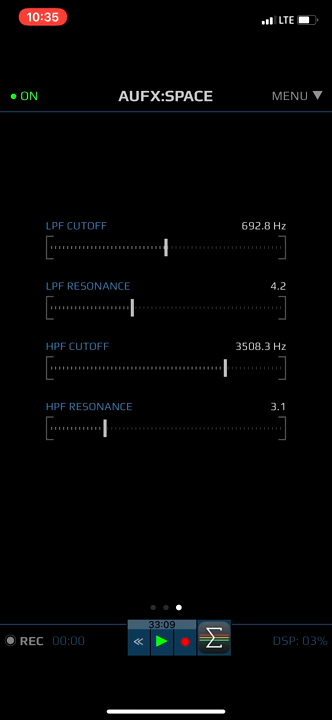 10:35
LTE
ON
AUFX:SPACE
MENU ▼
LPF CUTOFF
692.8 Hz
LPF RESONANCE
4.2
HPF CUTOFF
3508.3 Hz
HPF RESONANCE
3.1
33:09
REC 00:00
Σ
DSP: 03%